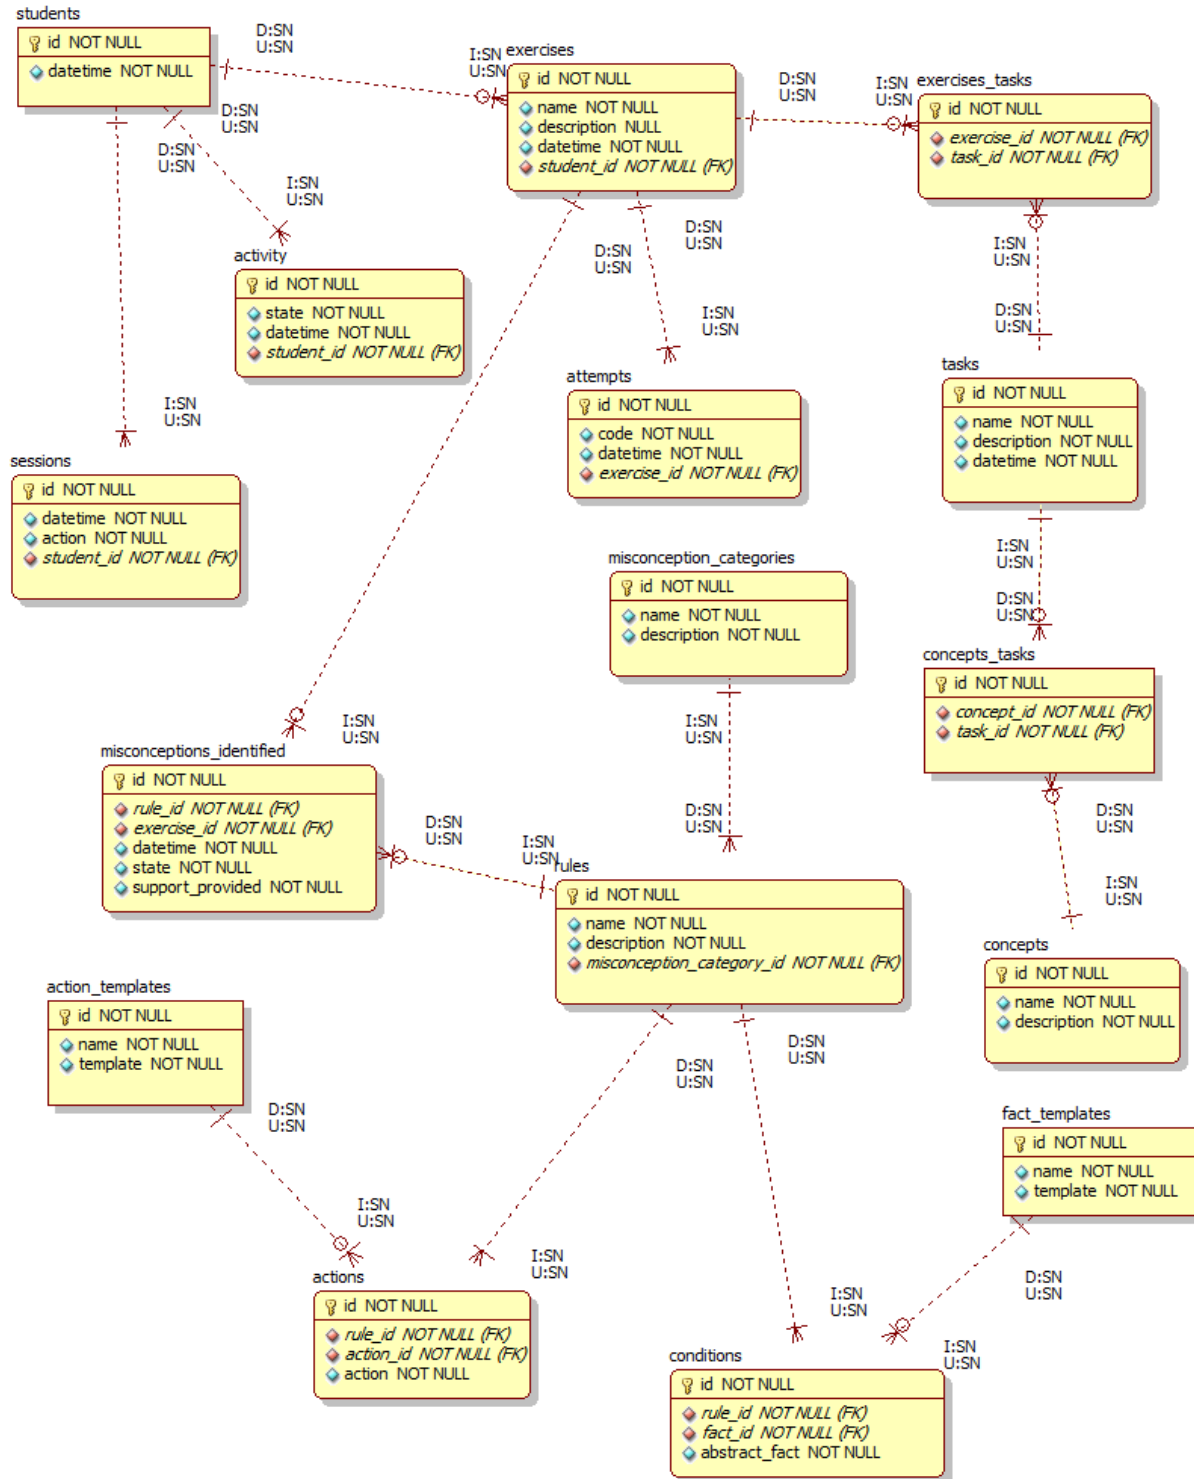 students
id NOT NULL
datetime NOT NULL
D:SN
U:SN
I:SN
U:SN
exercises
id NOT NULL
name NOT NULL
description NULL
datetime NOT NULL
student_id NOT NULL (FK)
D:SN
U:SN
I:SN
U:SN
exercises_tasks
id NOT NULL
exercise_id NOT NULL (FK)
task_id NOT NULL (FK)
D:SN
U:SN
D:SN
U:SN
I:SN
U:SN
activity
id NOT NULL
state NOT NULL
datetime NOT NULL
student_id NOT NULL (FK)
D:SN
U:SN
D:SN
U:SN
I:SN
U:SN
attempts
id NOT NULL
code NOT NULL
datetime NOT NULL
exercise_id NOT NULL (FK)
I:SN
U:SN
D:SN
U:SN
tasks
id NOT NULL
name NOT NULL
description NOT NULL
datetime NOT NULL
I:SN
U:SN
sessions
id NOT NULL
datetime NOT NULL
action NOT NULL
student_id NOT NULL (FK)
misconception_categories
id NOT NULL
name NOT NULL
description NOT NULL
I:SN
U:SN
D:SN
U:SN
concepts_tasks
id NOT NULL
concept_id NOT NULL (FK)
task_id NOT NULL (FK)
I:SN
U:SN
misconceptions_identified
id NOT NULL
rule_id NOT NULL (FK)
exercise_id NOT NULL (FK)
datetime NOT NULL
state NOT NULL
support_provided NOT NULL
I:SN
U:SN
D:SN
U:SN
D:SN
U:SN
I:SN
U:SN
rules
id NOT NULL
name NOT NULL
description NOT NULL
misconception_category_id NOT NULL (FK)
D:SN
U:SN
I:SN
U:SN
concepts
id NOT NULL
name NOT NULL
description NOT NULL
action_templates
id NOT NULL
name NOT NULL
template NOT NULL
D:SN
U:SN
D:SN
U:SN
D:SN
U:SN
fact_templates
id NOT NULL
name NOT NULL
template NOT NULL
I:SN
U:SN
I:SN
U:SN
actions
id NOT NULL
rule_id NOT NULL (FK)
action_id NOT NULL (FK)
action NOT NULL
D:SN
U:SN
I:SN
U:SN
I:SN
U:SN
conditions
id NOT NULL
rule_id NOT NULL (FK)
fact_id NOT NULL (FK)
abstract_fact NOT NULL